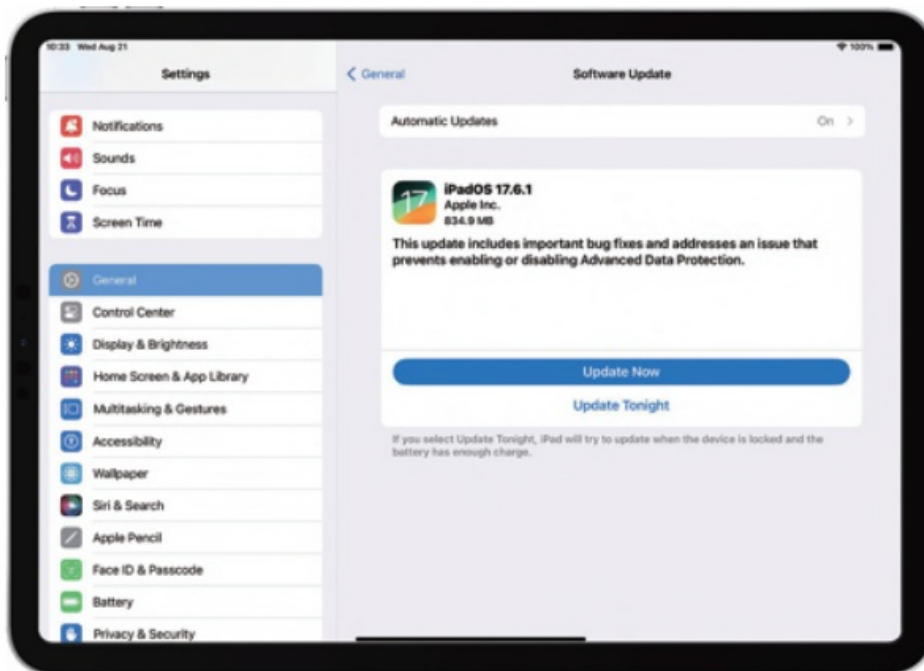 10:33 Wed Aug 21
100%
Settings
Notifications
Sounds
Focus
Screen Time
General
Control Center
Display & Brightness
Home Screen & App Library
Multitasking & Gestures
Accessibility
Wallpaper
Siri & Search
Apple Pencil
Face ID & Passcode
Battery
Privacy & Security
General
Software Update
Automatic Updates On
17
iPadOS 17.6.1
Apple Inc.
834.9 MB
This update includes important bug fixes and addresses an issue that
prevents enabling or disabling Advanced Data Protection.
Update Now
Update Tonight
If you select Update Tonight, iPad will try to update when the device is locked and the
battery has enough charge.